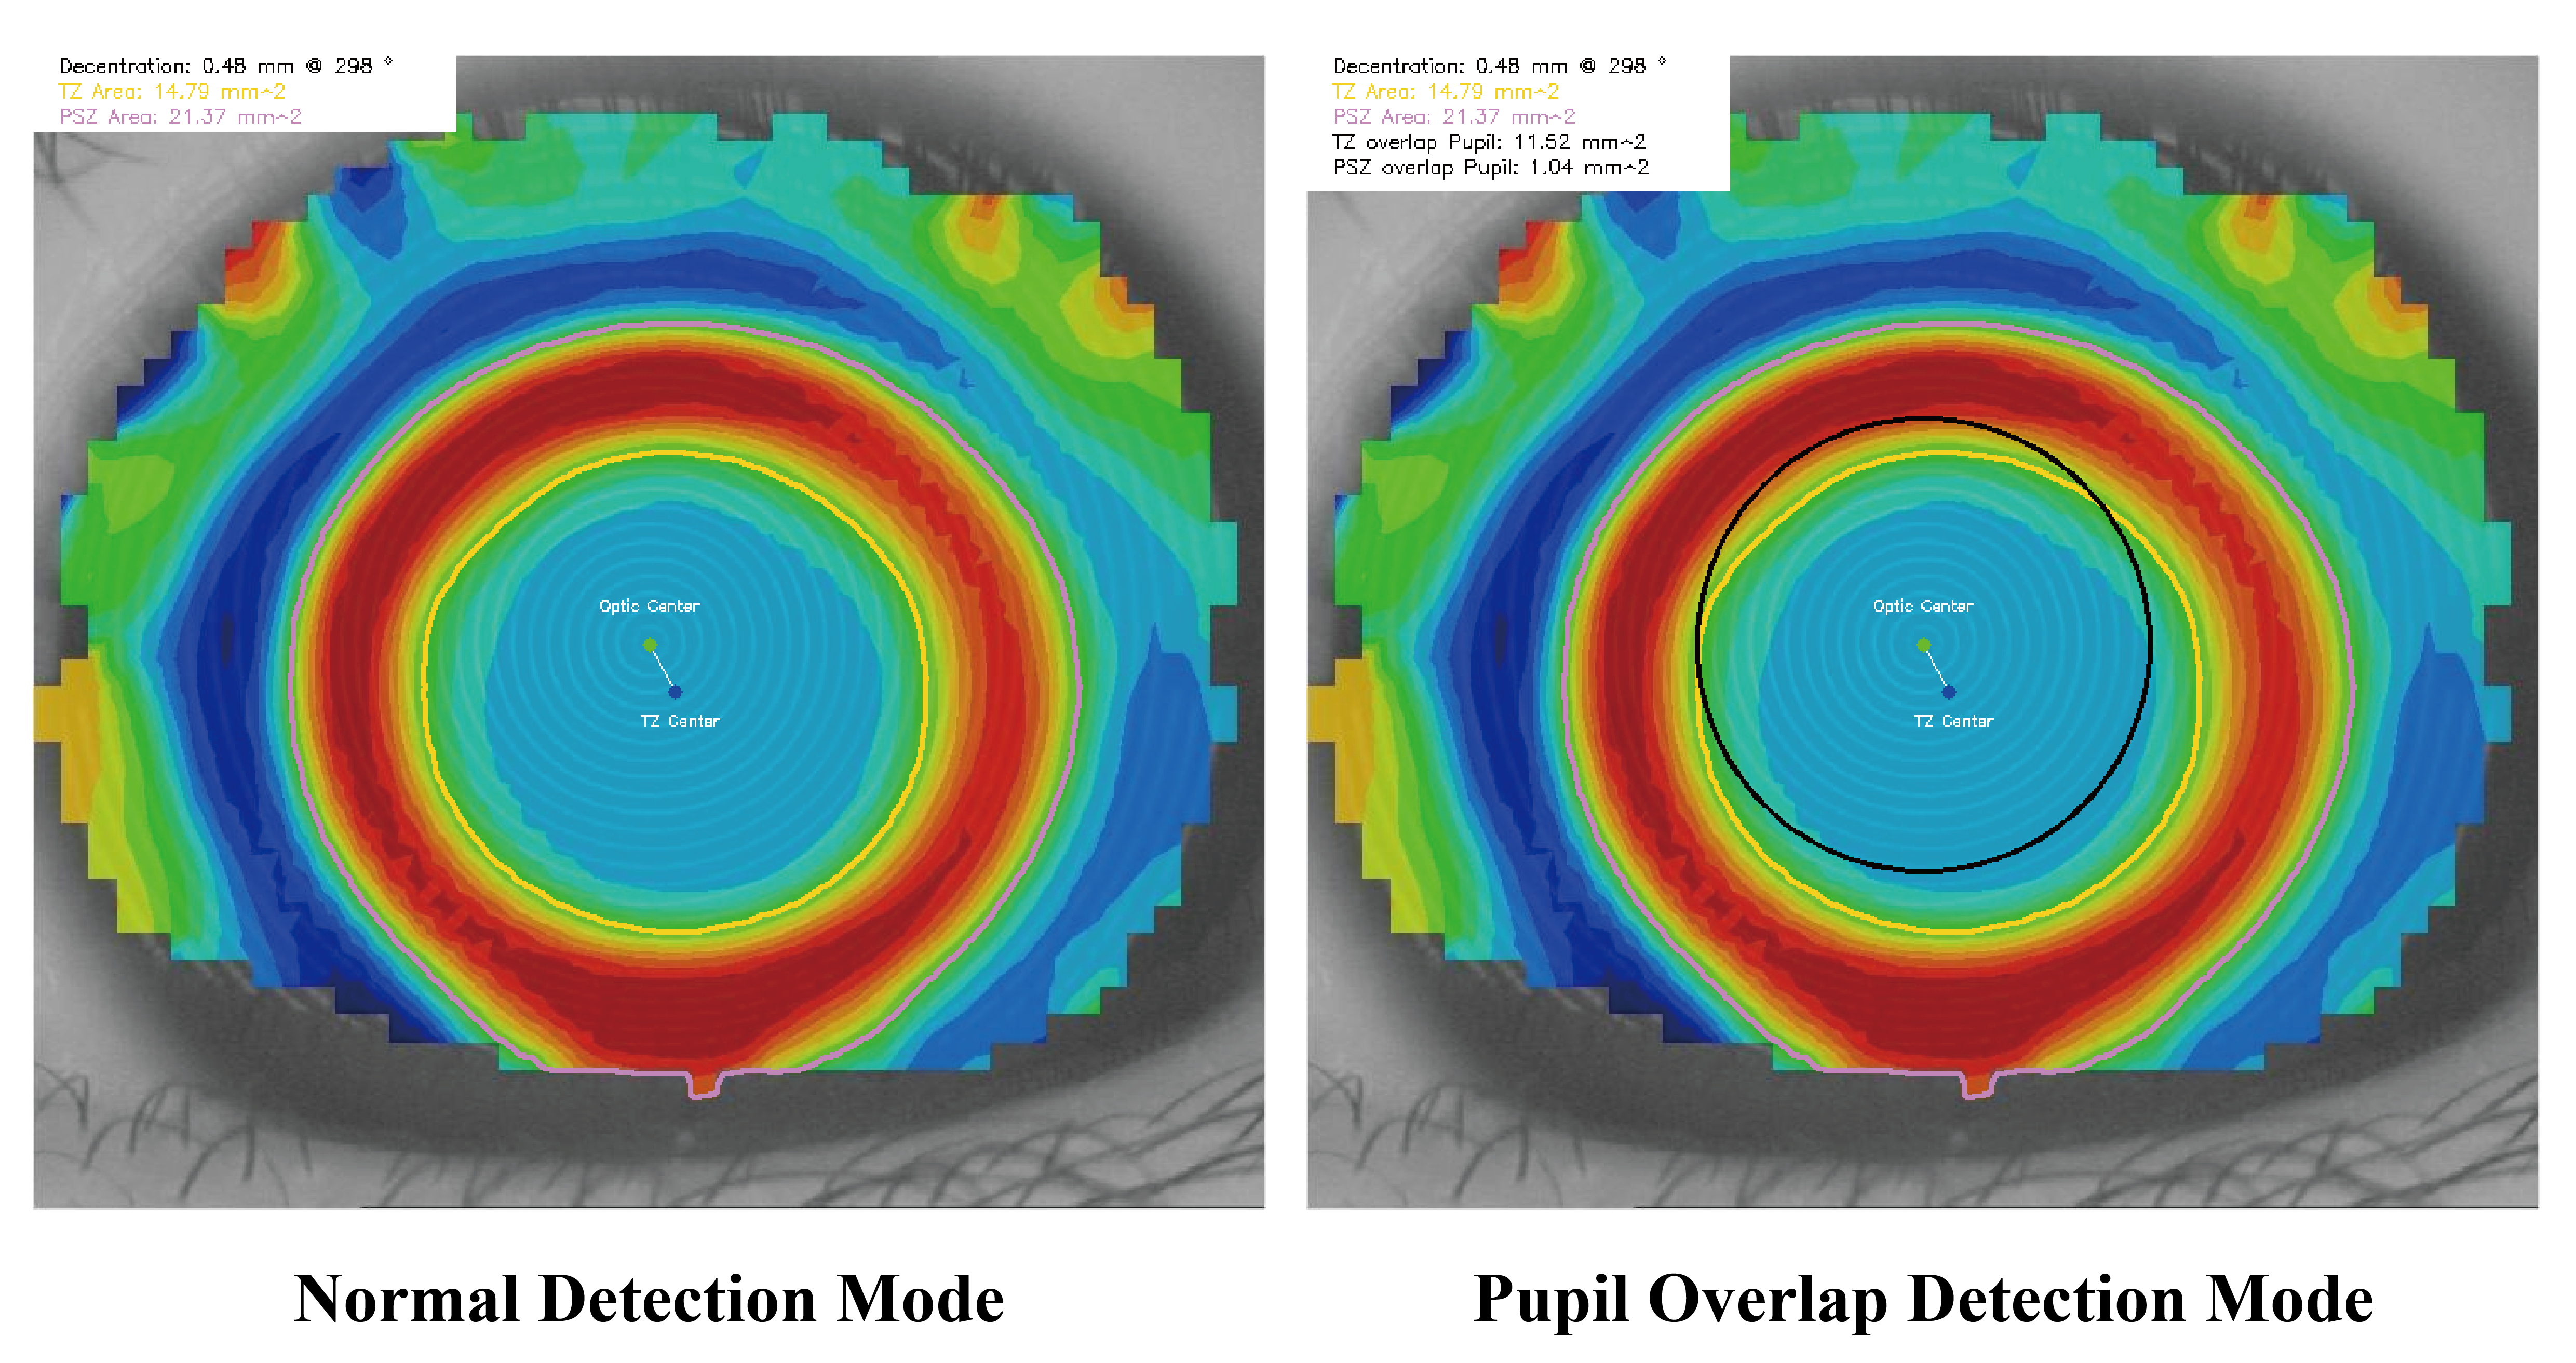 Decentration: 0.48 mm @ 298 °
TZ Area: 14.79 mm^2
PSZ Area: 21.37 mm^2
Optic Center
TZ Center
Decentration: 0.48 mm @ 298 °
TZ Area: 14.79 mm^2
PSZ Area: 21.37 mm^2
TZ overlap Pupil: 11.52 mm^2
PSZ overlap Pupil: 1.04 mm^2
Optic Center
TZ Center
Normal Detection Mode
Pupil Overlap Detection Mode